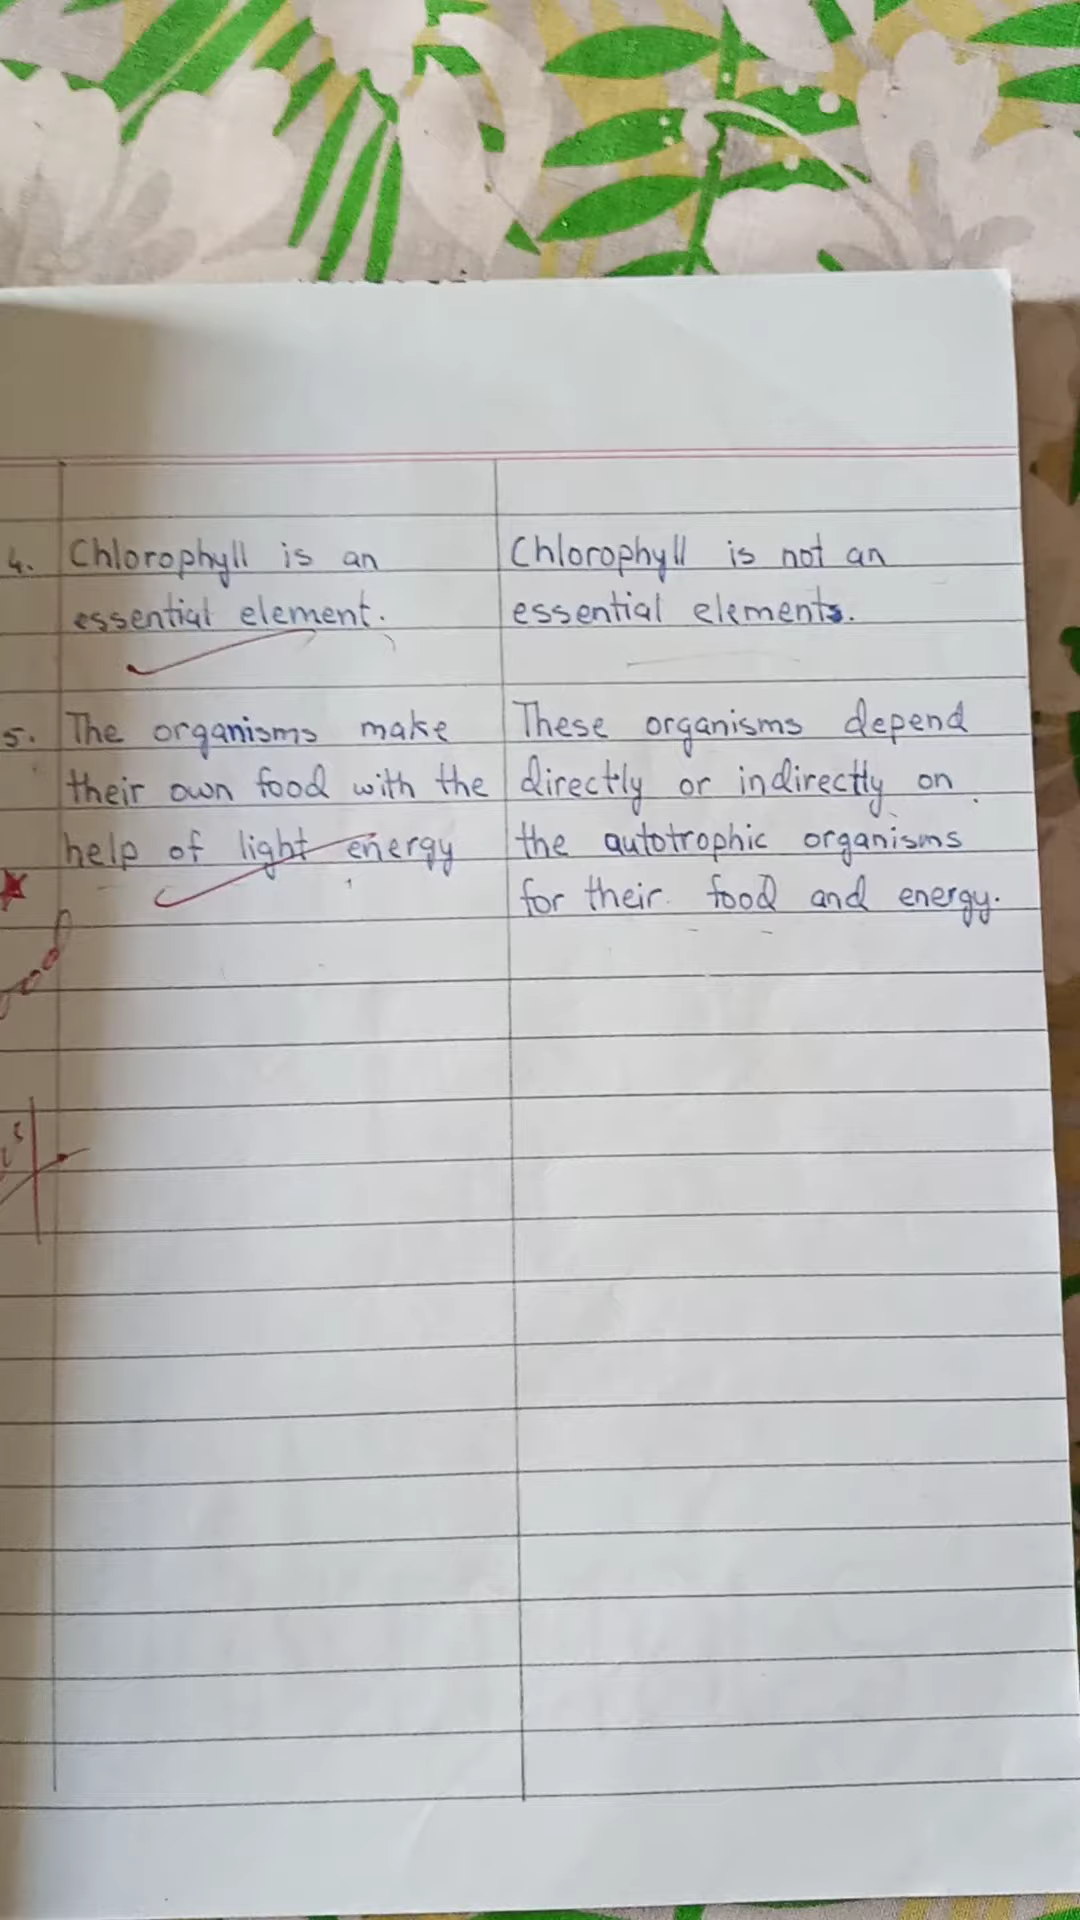 4. Chlorophyll is an
essential element.
Chlorophyll is not an
essential elements.
5. The organisms make
their own food with the
help of light energy
These organisms depend
directly or indirectly on
the autotrophic organisms
for their food and energy.